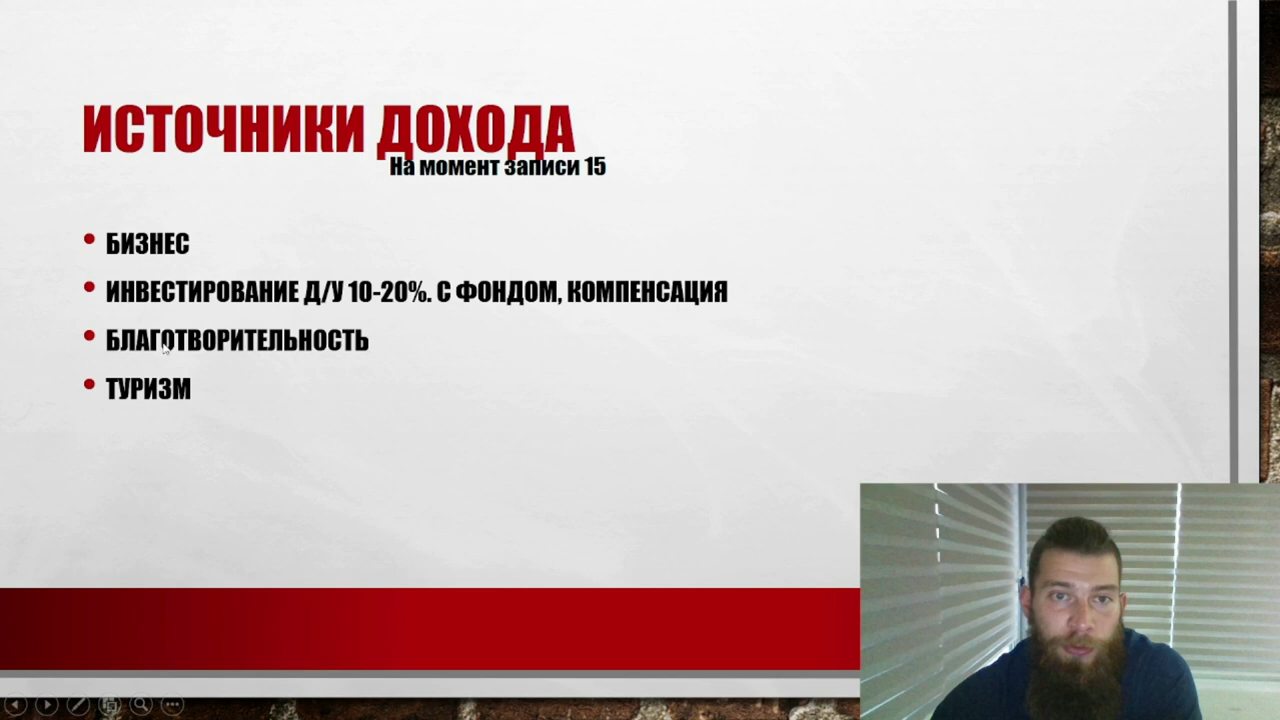 ИСТОЧНИКИ ДОХОДА
На момент записи 15
• БИЗНЕС
• ИНВЕСТИРОВАНИЕ Д/У 10-20%. С ФОНДОМ, КОМПЕНСАЦИЯ
• БЛАГОТВОРИТЕЛЬНОСТЬ
• ТУРИЗМ